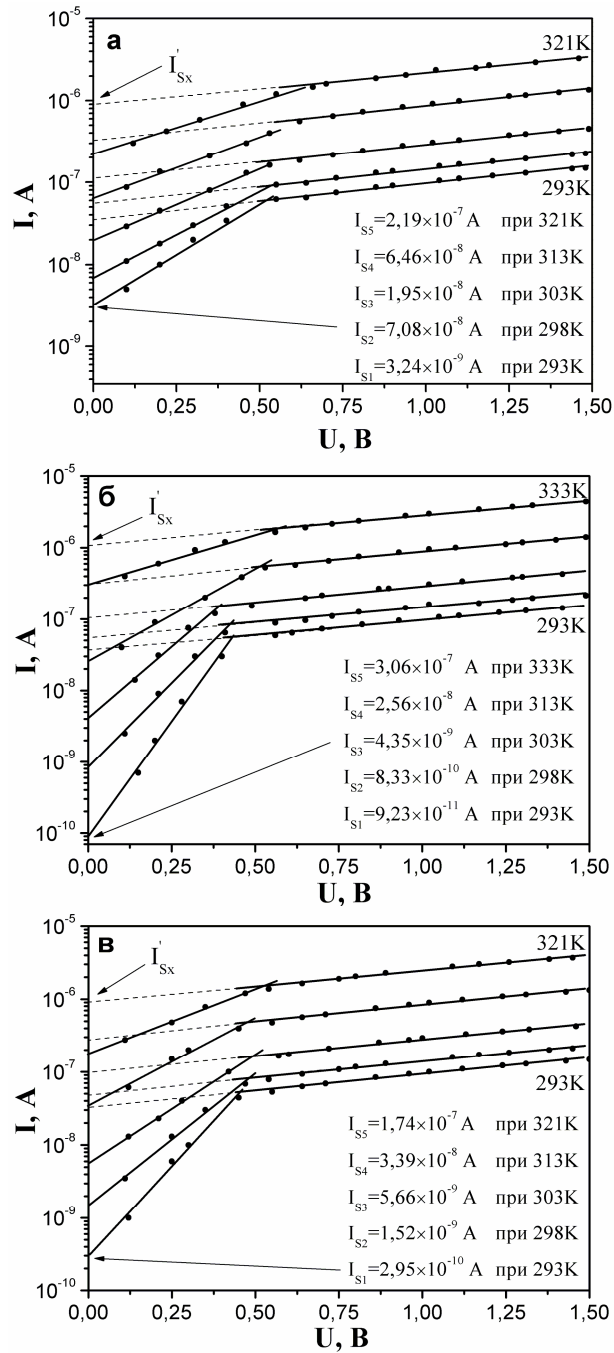 а
I'Sx
321K
293K
IS5=2,19×10-7 A при 321K
IS4=6,46×10-8 A при 313K
IS3=1,95×10-8 A при 303K
IS2=7,08×10-8 A при 298K
IS1=3,24×10-9 A при 293K
10-5
10-6
10-7
10-8
10-9
I, A
0,00 0,25 0,50 0,75 1,00 1,25 1,50
U, B
б
I'Sx
333K
293K
IS5=3,06×10-7 A при 333K
IS4=2,56×10-8 A при 313K
IS3=4,35×10-9 A при 303K
IS2=8,33×10-10 A при 298K
IS1=9,23×10-11 A при 293K
10-5
10-6
10-7
10-8
10-9
10-10
I, A
0,00 0,25 0,50 0,75 1,00 1,25 1,50
U, B
в
I'Sx
321K
293K
IS5=1,74×10-7 A при 321K
IS4=3,39×10-8 A при 313K
IS3=5,66×10-9 A при 303K
IS2=1,52×10-9 A при 298K
IS1=2,95×10-10 A при 293K
10-5
10-6
10-7
10-8
10-9
10-10
I, A
0,00 0,25 0,50 0,75 1,00 1,25 1,50
U, B